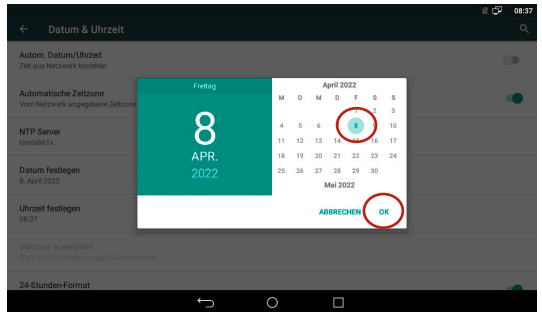 08:37
Datum & Uhrzeit
Autom. Datum/Uhrzeit
Zeit aus Netzwerk beziehen
Automatische Zeitzone
Vom Netzwerk angegebene Zeitzone
NTP Server
trovis661x
Datum festlegen
8. April 2022
Uhrzeit festlegen
08:37
Zeitzone auswählen
24-Stunden-Format
Freitag
8
APR.
2022
April 2022
M D M D F S S
1 2 3
4 5 6 8 9 10
11 12 13 14 15 16 17
18 19 20 21 22 23 24
25 26 27 28 29 30
Mai 2022
ABBRECHEN OK